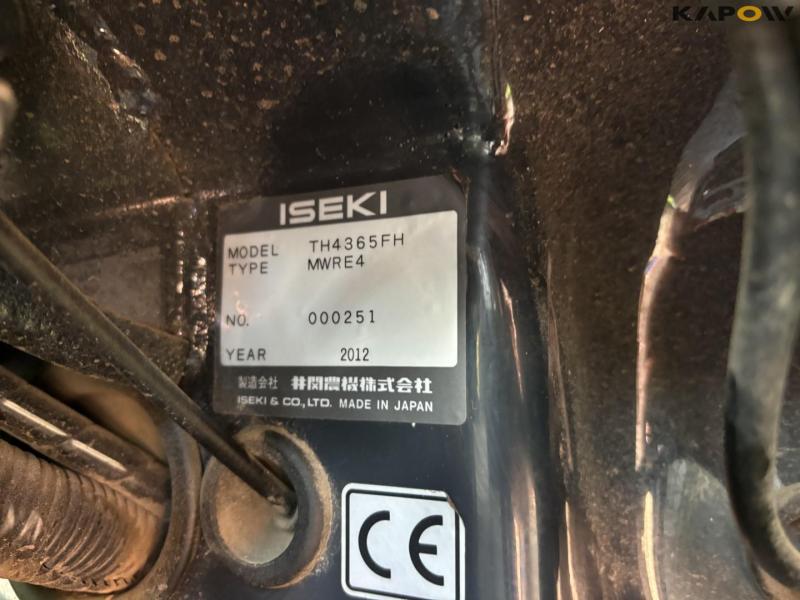 KAPOW
ISEKI
MODEL TH4365FH
TYPE MWRE4
NO. 000251
YEAR 2012
製造会社 井関農機株式会社
ISEKI & CO., LTD. MADE IN JAPAN
CE